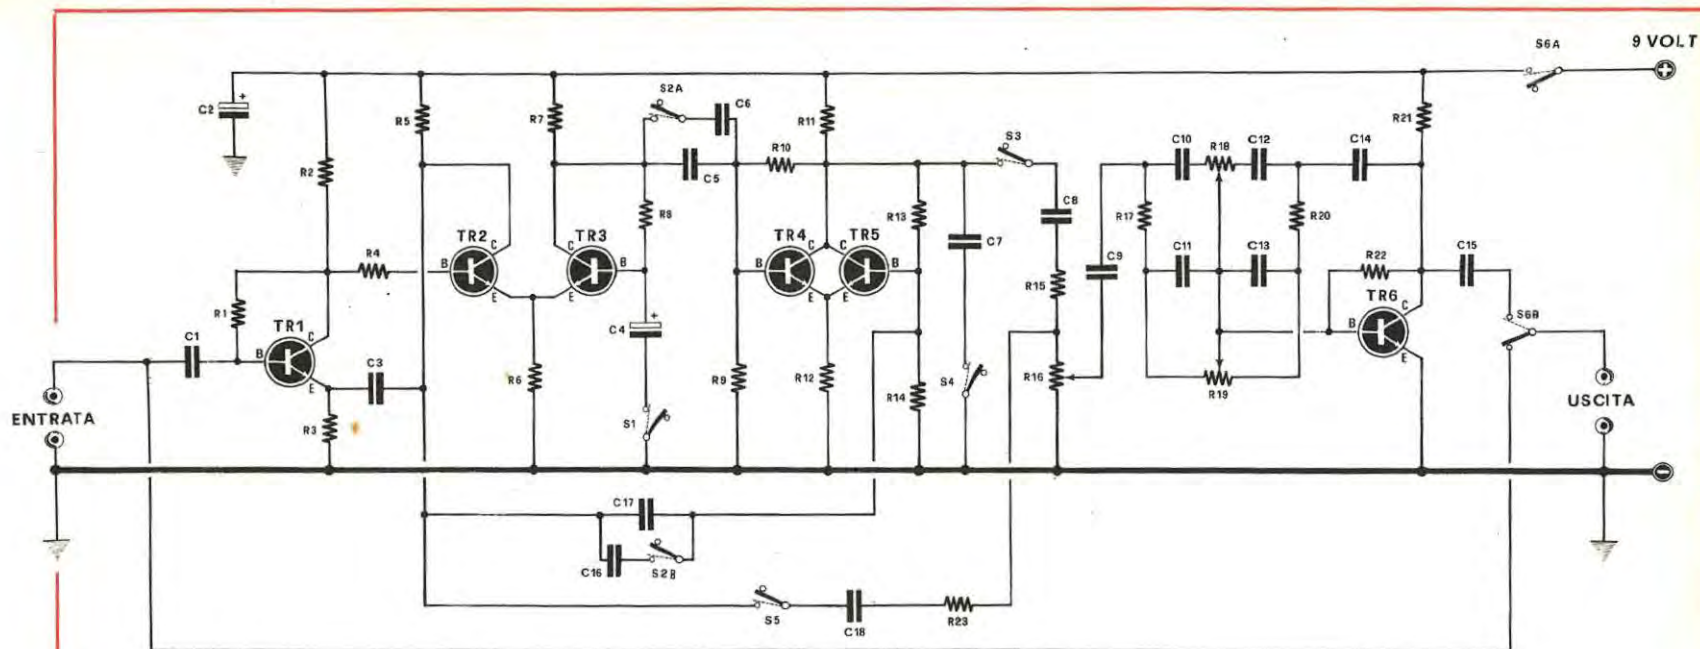 S6A
9 VOLT
+
C2
R5
R7
S2A
C6
R11
R21
R2
R10
S3
C10
R18
C12
C14
C5
R8
R13
C8
R17
R20
TR2
TR3
TR4
TR5
C7
C9
C11
C13
R22
C15
R4
B
C
E
C
E
B
B
C
E
C
E
B
R15
TR6
R1
TR1
C4
+
S6B
C1
B
C
E
C3
B
C
E
R6
R9
R12
R14
S4
R16
R19
ENTRATA
R3
S1
USCITA
C17
C16
S2B
S5
C18
R23